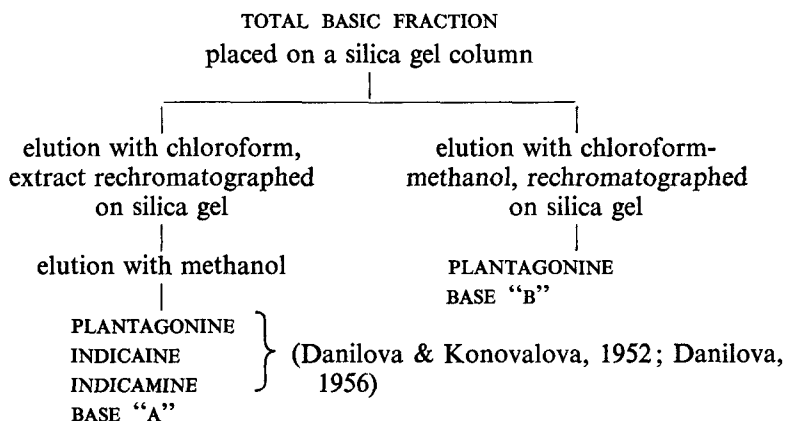 TOTAL BASIC FRACTION
placed on a silica gel column
elution with chloroform,
extract rechromatographed
on silica gel
elution with methanol
PLANTAGONINE
INDICAINE
INDICAMINE
BASE “A”
(Danilova & Konovalova, 1952; Danilova,
1956)
elution with chloroform-
methanol, rechromatographed
on silica gel
PLANTAGONINE
BASE “B”